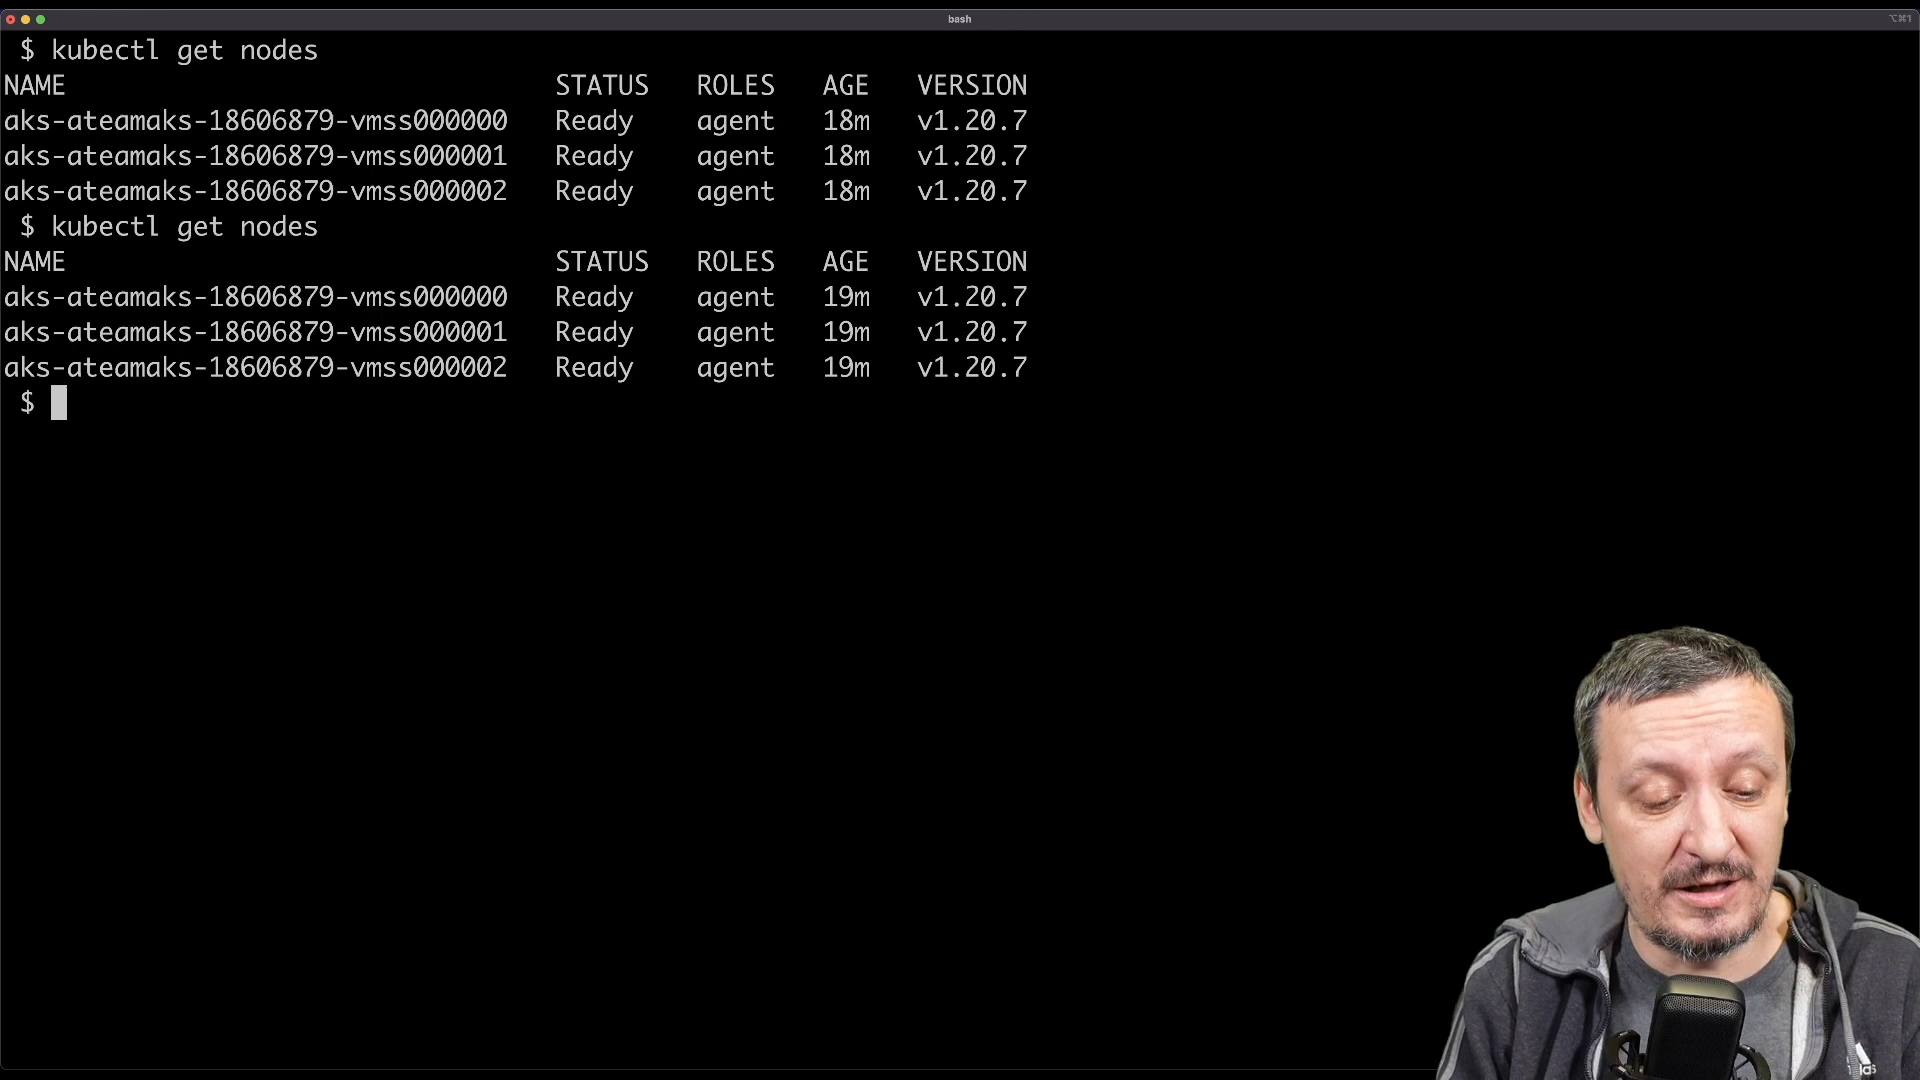 bash
⌥⌘1
$ kubectl get nodes
NAME STATUS ROLES AGE VERSION
aks-ateamaks-18606879-vmss000000 Ready agent 18m v1.20.7
aks-ateamaks-18606879-vmss000001 Ready agent 18m v1.20.7
aks-ateamaks-18606879-vmss000002 Ready agent 18m v1.20.7
$ kubectl get nodes
NAME STATUS ROLES AGE VERSION
aks-ateamaks-18606879-vmss000000 Ready agent 19m v1.20.7
aks-ateamaks-18606879-vmss000001 Ready agent 19m v1.20.7
aks-ateamaks-18606879-vmss000002 Ready agent 19m v1.20.7
$